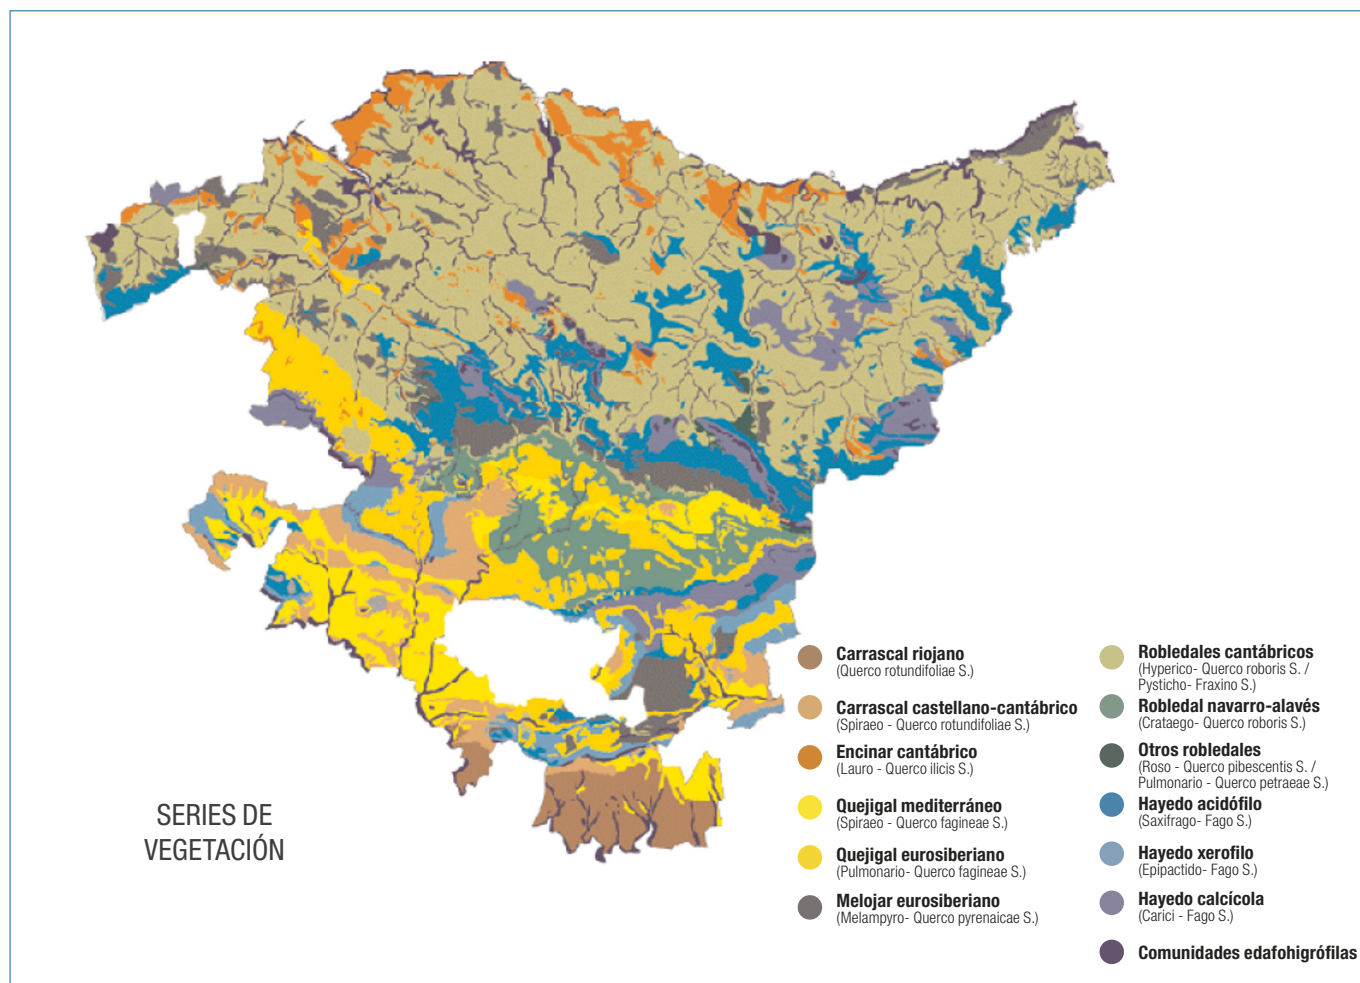 SERIES DE
VEGETACIÓN
Carrascal riojano
(Querco rotundifoliae S.)
Carrascal castellano-cantábrico
(Spiraeo - Querco rotundifoliae S.)
Encinar cantábrico
(Lauro - Querco ilicis S.)
Quejigal mediterráneo
(Spiraeo - Querco fagineae S.)
Quejigal eurosiberiano
(Pulmonario- Querco fagineae S.)
Melojar eurosiberiano
(Melampyro- Querco pyrenaicae S.)
Robledales cantábricos
(Hyperico- Querco roboris S. /
Pysticho- Fraxino S.)
Robledal navarro-alavés
(Crataego- Querco roboris S.)
Otros robledales
(Roso - Querco pibescentis S. /
Pulmonario - Querco petraeae S.)
Hayedo acidófilo
(Saxifrago- Fago S.)
Hayedo xerofilo
(Epipactido- Fago S.)
Hayedo calcícola
(Carici - Fago S.)
Comunidades edafohigrófilas